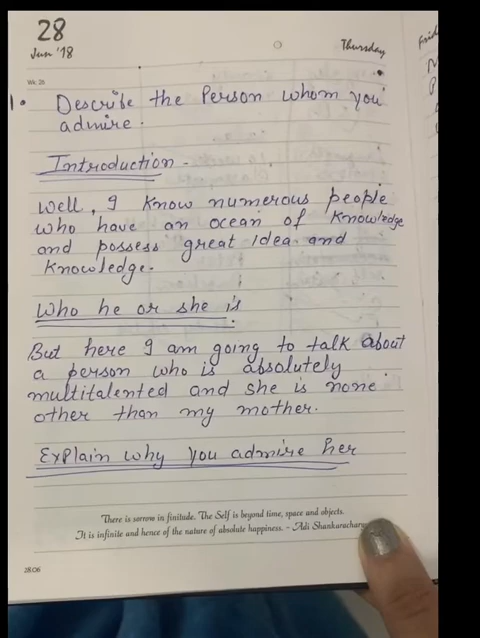 28
Jun '18
Thursday
Wk 26
1. Describe the Person whom you
admire.
Introduction -
Well, I know numerous people
who have an ocean of knowledge
and possess great idea and
knowledge.
Who he or she is
But here I am going to talk about
a person who is absolutely
multitalented and she is none
other than my mother.
Explain why you admire her
There is sorrow in finitude. The Self is beyond time, space and objects.
It is infinite and hence of the nature of absolute happiness. - Adi Shankaracharya
28.06